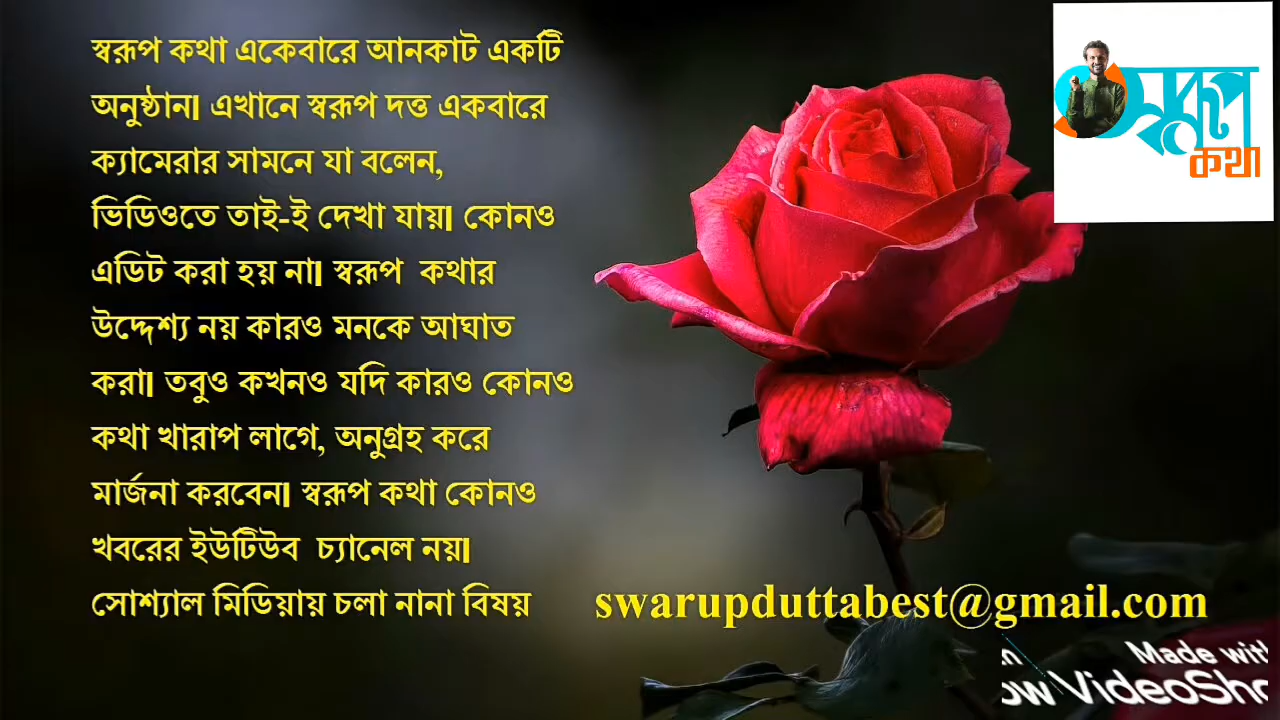 স্বরূপ কথা একেবারে আনকাট একটি
অনুষ্ঠান। এখানে স্বরূপ দত্ত একবারে
ক্যামেরার সামনে যা বলেন,
ভিডিওতে তাই-ই দেখা যায়। কোনও
এডিট করা হয় না। স্বরূপ কথার
উদ্দেশ্য নয় কারও মনকে আঘাত
করা। তবুও কখনও যদি কারও কোনও
কথা খারাপ লাগে, অনুগ্রহ করে
মার্জনা করবেন। স্বরূপ কথা কোনও
খবরের ইউটিউব চ্যানেল নয়।
সোশ্যাল মিডিয়ায় চলা নানা বিষয়
স্বরূপ
কথা
swarupduttabest@gmail.com
Made with
VideoSho